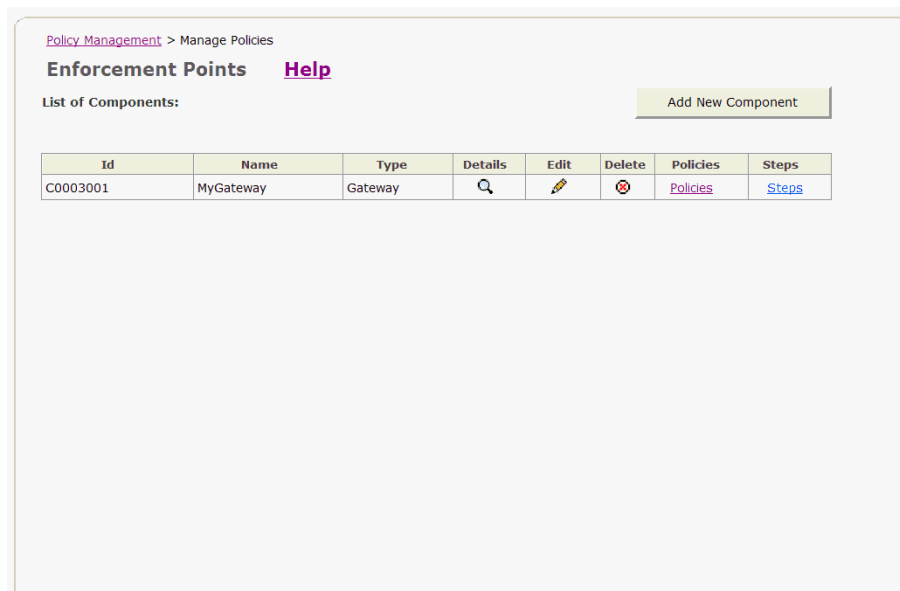 Policy Management > Manage Policies
Enforcement Points Help
List of Components:
Add New Component
Id Name Type Details Edit Delete Policies Steps
C0003001 MyGateway Gateway Policies Steps